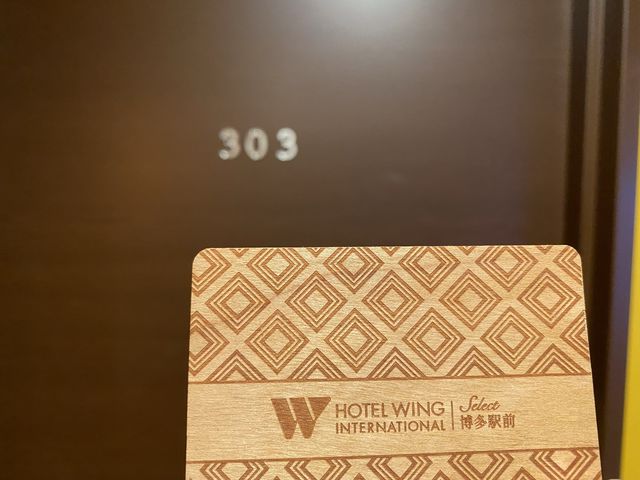 303
W HOTEL WING
INTERNATIONAL
Select
博多駅前